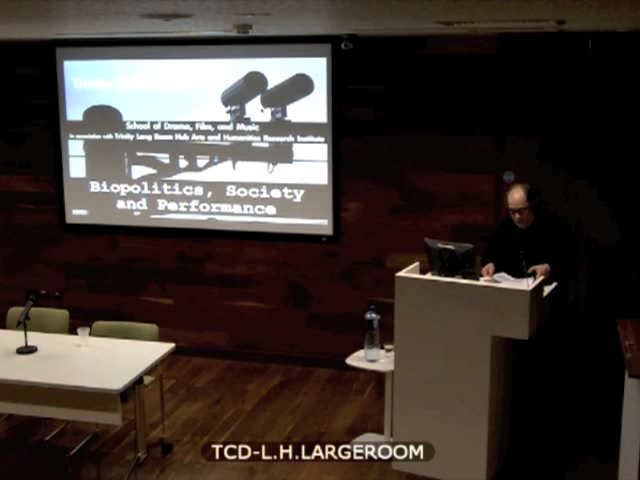 Trinity
School of Drama, Film, and Music
in association with Trinity Long Room Hub Arts and Humanities Research Institute
Biopolitics, Society
and Performance
TCD-L.H.LARGEROOM